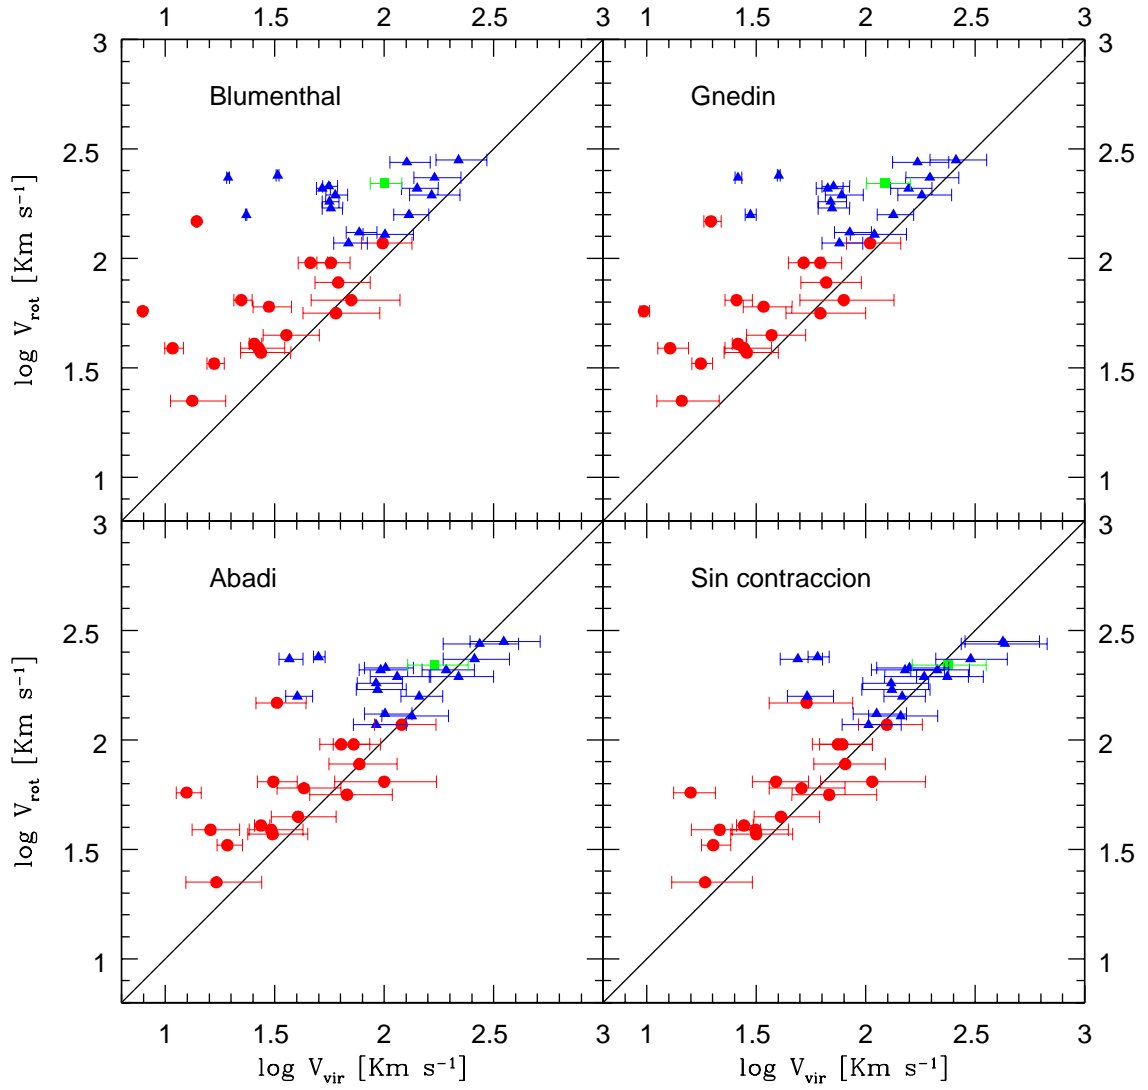 1 1.5 2 2.5 1 1.5 2 2.5 3
3 3
Blumenthal Gnedin
2.5 2.5
log V_rot [Km s⁻¹]
2 2
1.5 1.5
1 1
3 3
Abadi Sin contraccion
2.5 2.5
log V_rot [Km s⁻¹]
2 2
1.5 1.5
1 1
1 1.5 2 2.5 3 1 1.5 2 2.5 3
log V_vir [Km s⁻¹] log V_vir [Km s⁻¹]